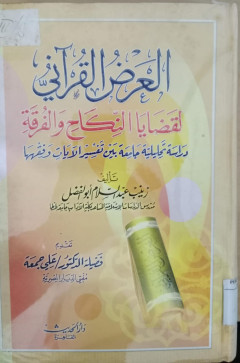 العرض القرآني
لقضايا النكاح والفرقة
دراسة تحليلية جامعة بين تفسير الآيات وفقهها
تأليف
زينب عبد السلام أبو الفضل
تقديم
فضيلة الدكتور/ علي جمعة
مفتي الديار المصرية
دار الحديث
القاهرة